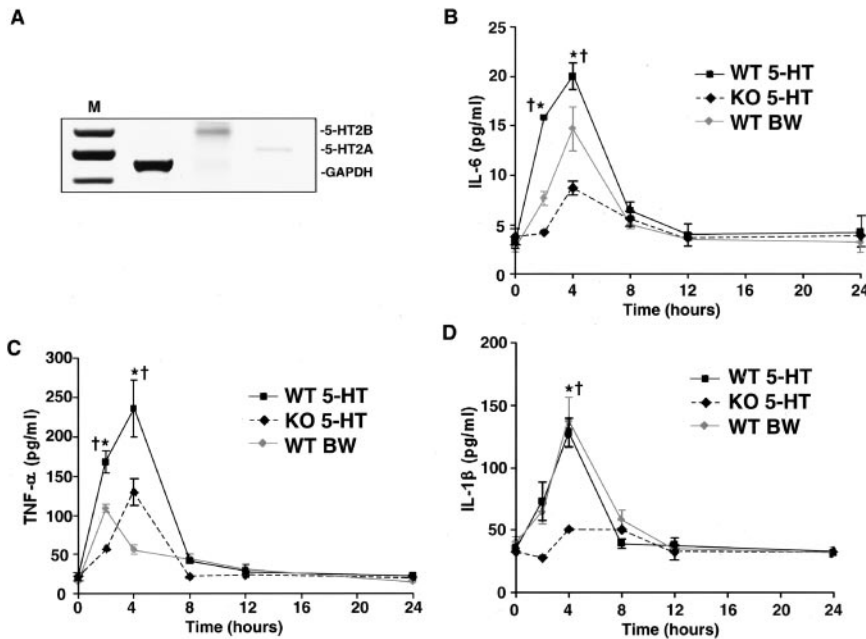 A
M
-5-HT2B
-5-HT2A
-GAPDH
B
25
20
15
10
5
0
IL-6 (pg/ml)
†★
★†
WT 5-HT
KO 5-HT
WT BW
0 4 8 12 16 20 24
Time (hours)
C
300
250
200
150
100
50
0
TNF-α (pg/ml)
†★
★†
WT 5-HT
KO 5-HT
WT BW
0 4 8 12 16 20 24
Time (hours)
D
200
150
100
50
0
IL-1β (pg/ml)
★†
WT 5-HT
KO 5-HT
WT BW
0 4 8 12 16 20 24
Time (hours)